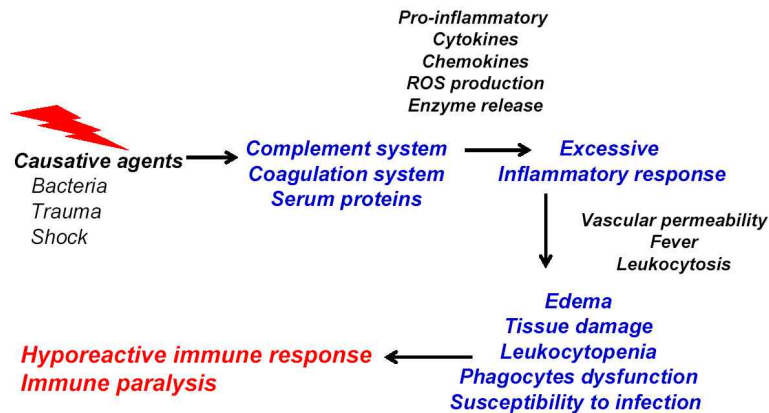 Pro-inflammatory
Cytokines
Chemokines
ROS production
Enzyme release
Causative agents
Bacteria
Trauma
Shock
Complement system
Coagulation system
Serum proteins
Excessive
Inflammatory response
Vascular permeability
Fever
Leukocytosis
Edema
Tissue damage
Leukocytopenia
Phagocytes dysfunction
Susceptibility to infection
Hyporeactive immune response
Immune paralysis